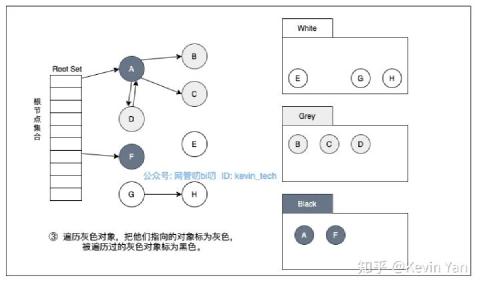 Root Set
根节点集合
A
B
C
D
E
F
G
H
公众号: 网管叨bi叨 ID: kevin_tech
③ 遍历灰色对象，把他们指向的对象标为灰色，
被遍历过的灰色对象标为黑色。
White
E G H
Grey
B C D
Black
A F
知乎 @Kevin Yan